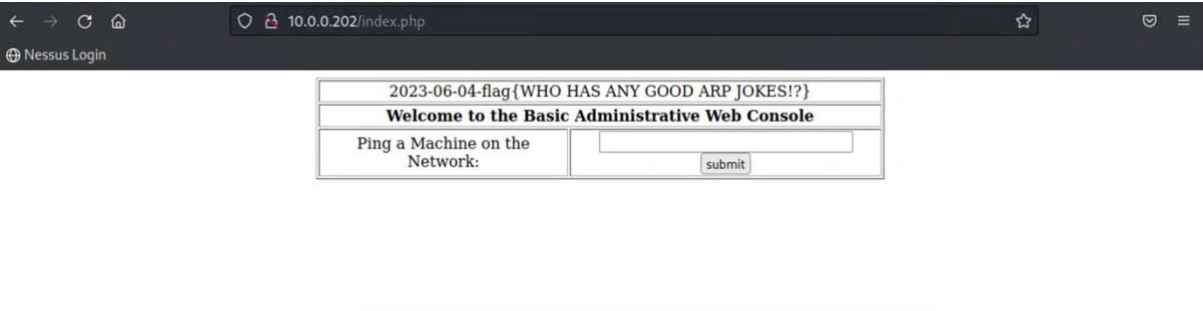 10.0.0.202/index.php
Nessus Login
2023-06-04-flag{WHO HAS ANY GOOD ARP JOKES!?}
Welcome to the Basic Administrative Web Console
Ping a Machine on the
Network:
submit